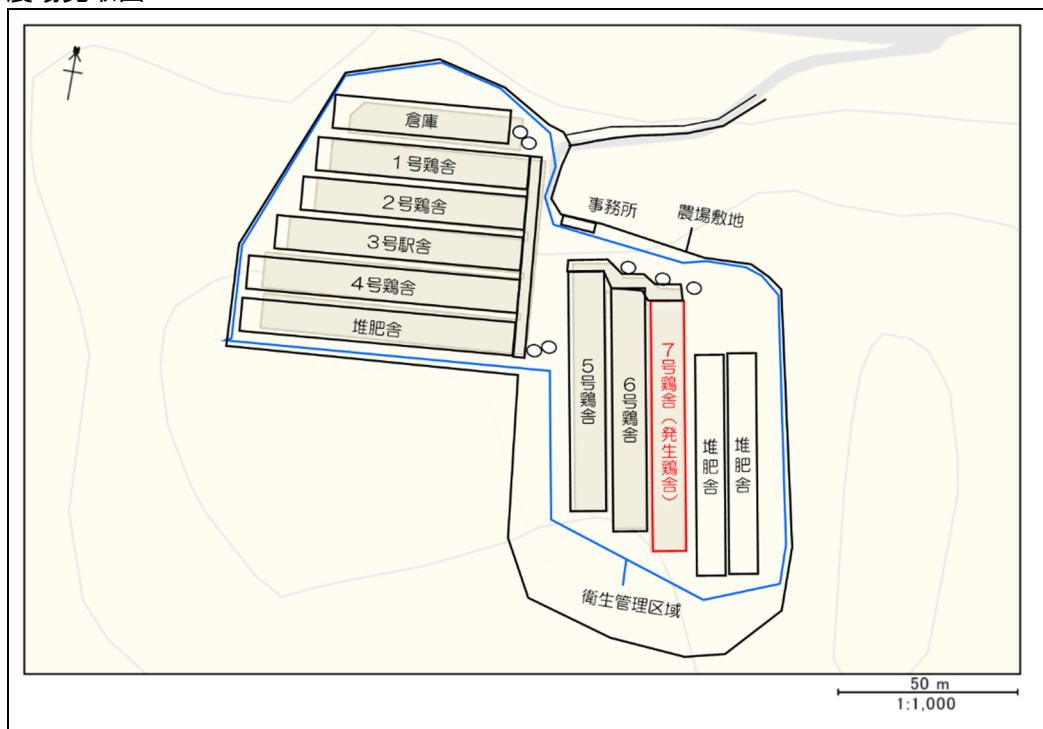 倉庫
1号鶏舎
2号鶏舎
3号駅舎
4号鶏舎
堆肥舎
事務所
農場敷地
5号鶏舎
6号鶏舎
7号鶏舎（発生鶏舎）
堆肥舎
堆肥舎
衛生管理区域
50 m
1:1,000